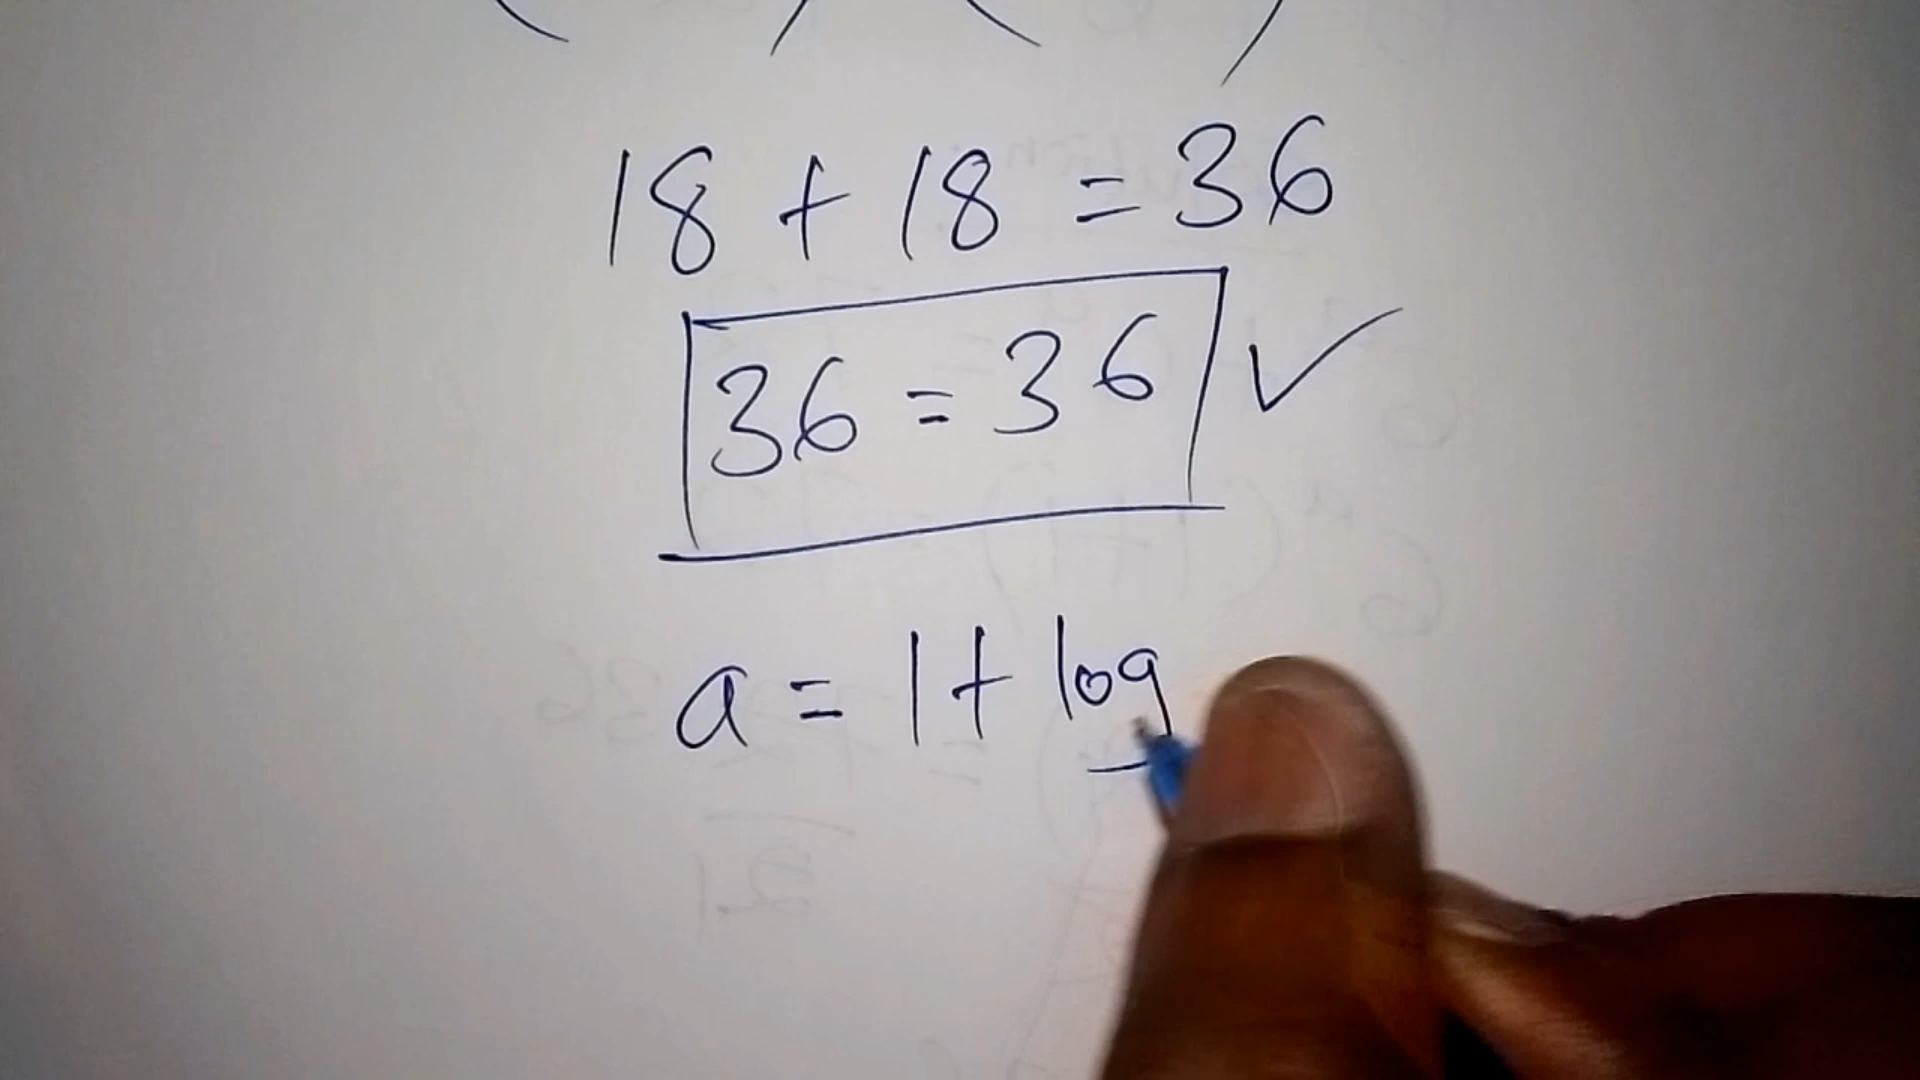 18 + 18 = 36
36 = 36 ✓
a = 1 + log